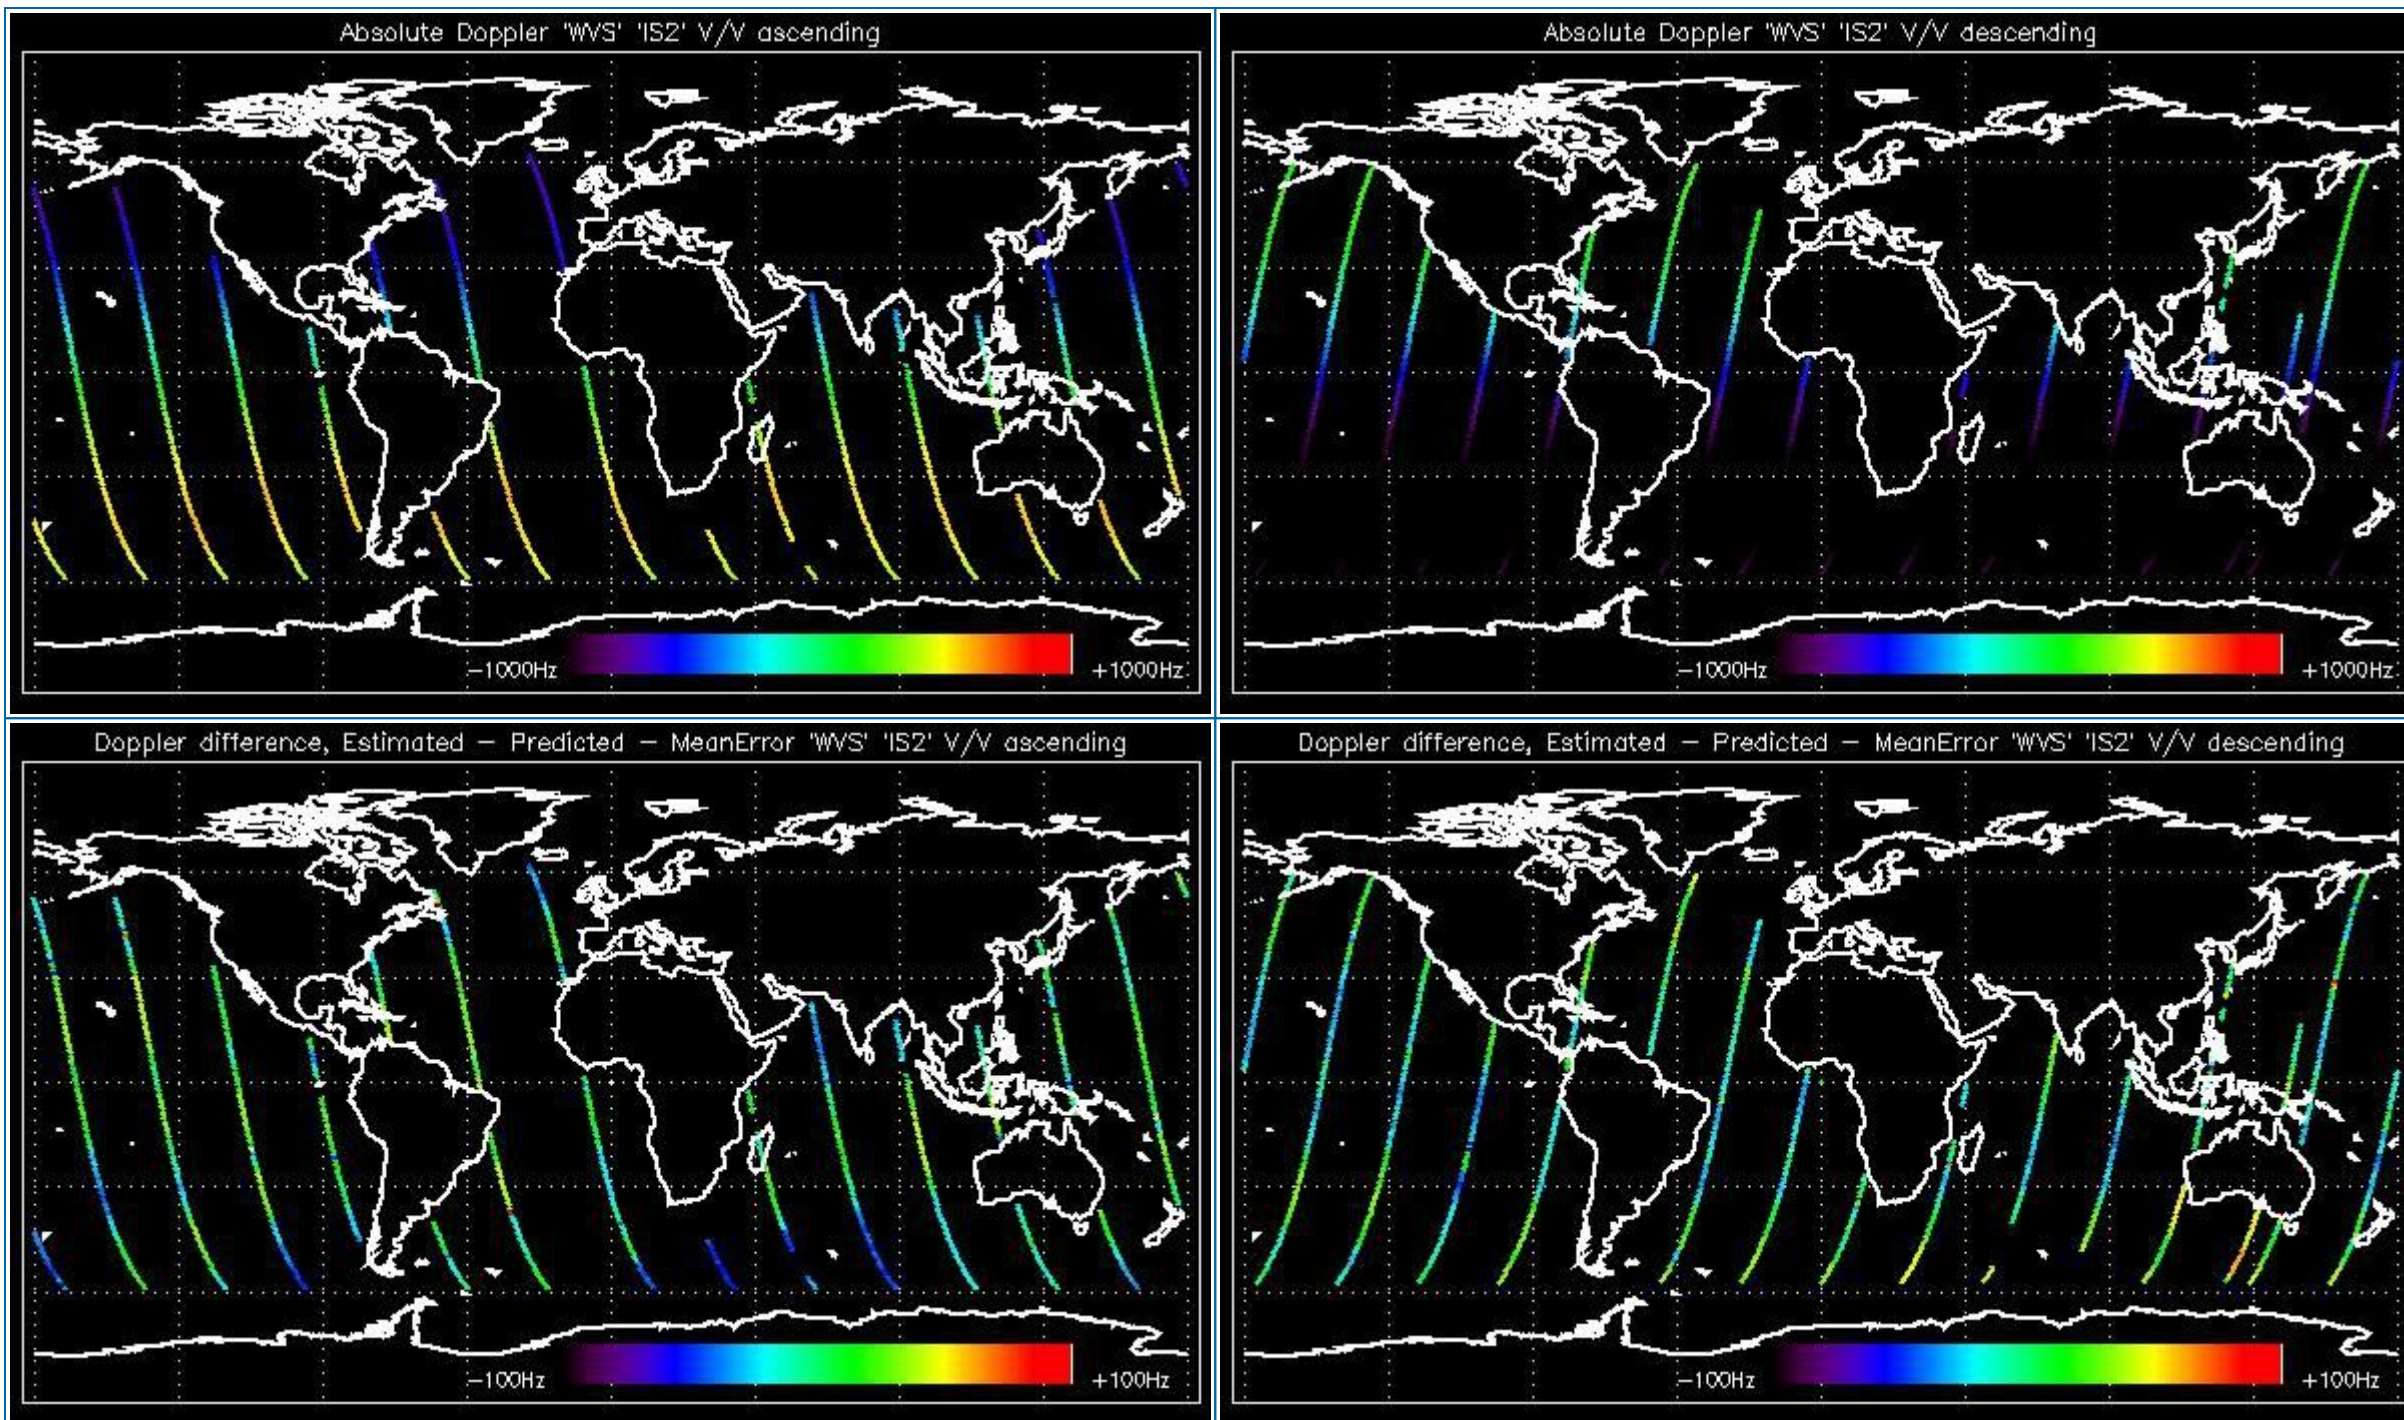 Absolute Doppler 'WVS' 'IS2' V/V ascending
-1000Hz
+1000Hz
Absolute Doppler 'WVS' 'IS2' V/V descending
-1000Hz
+1000Hz
Doppler difference, Estimated - Predicted - MeanError 'WVS' 'IS2' V/V ascending
-100Hz
+100Hz
Doppler difference, Estimated - Predicted - MeanError 'WVS' 'IS2' V/V descending
-100Hz
+100Hz